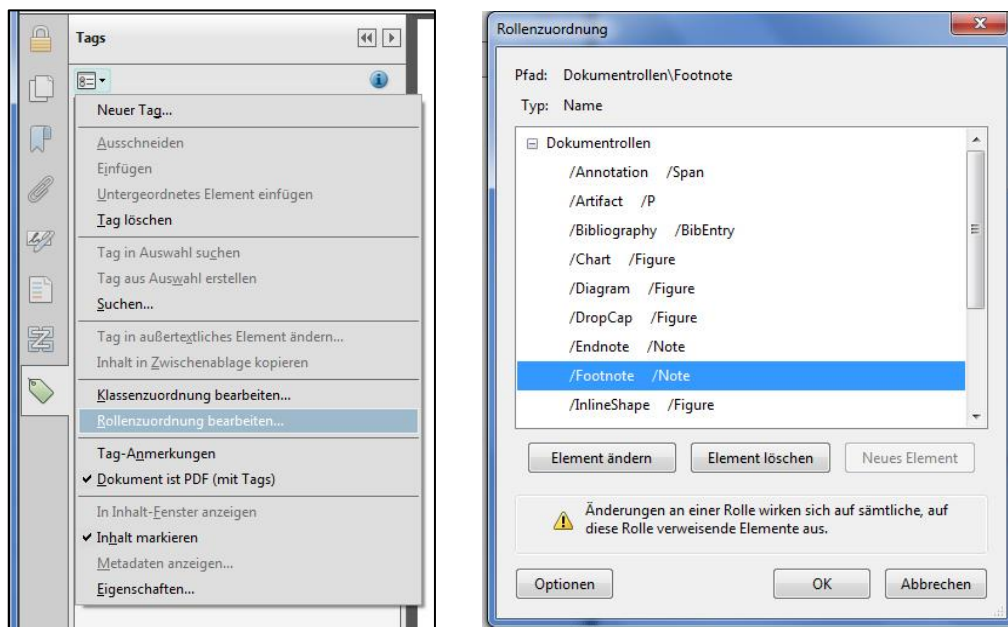 Tags
Neuer Tag...
Ausschneiden
Einfügen
Untergeordnetes Element einfügen
Tag löschen
Tag in Auswahl suchen
Tag aus Auswahl erstellen
Suchen...
Tag in außertextliches Element ändern...
Inhalt in Zwischenablage kopieren
Klassenzuordnung bearbeiten...
Rollenzuordnung bearbeiten...
Tag-Anmerkungen
Dokument ist PDF (mit Tags)
In Inhalt-Fenster anzeigen
Inhalt markieren
Metadaten anzeigen...
Eigenschaften...
Rollenzuordnung
Pfad: Dokumentrollen\Footnote
Typ: Name
Dokumentrollen
/Annotation /Span
/Artifact /P
/Bibliography /BibEntry
/Chart /Figure
/Diagram /Figure
/DropCap /Figure
/Endnote /Note
/Footnote /Note
/InlineShape /Figure
Element ändern Element löschen Neues Element
Änderungen an einer Rolle wirken sich auf sämtliche, auf
diese Rolle verweisende Elemente aus.
Optionen OK Abbrechen